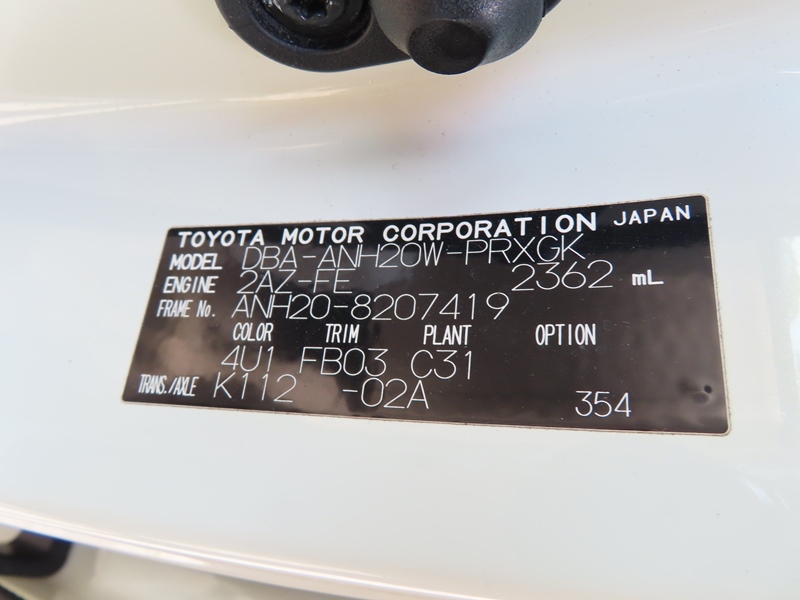 TOYOTA MOTOR CORPORATION JAPAN
MODEL DBA-ANH20W-PRXGK
ENGINE 2AZ-FE 2362 mL
FRAME No. ANH20-8207419
COLOR TRIM PLANT OPTION
4U1 FB03 C31
TRANS./AXLE K112 -02A 354